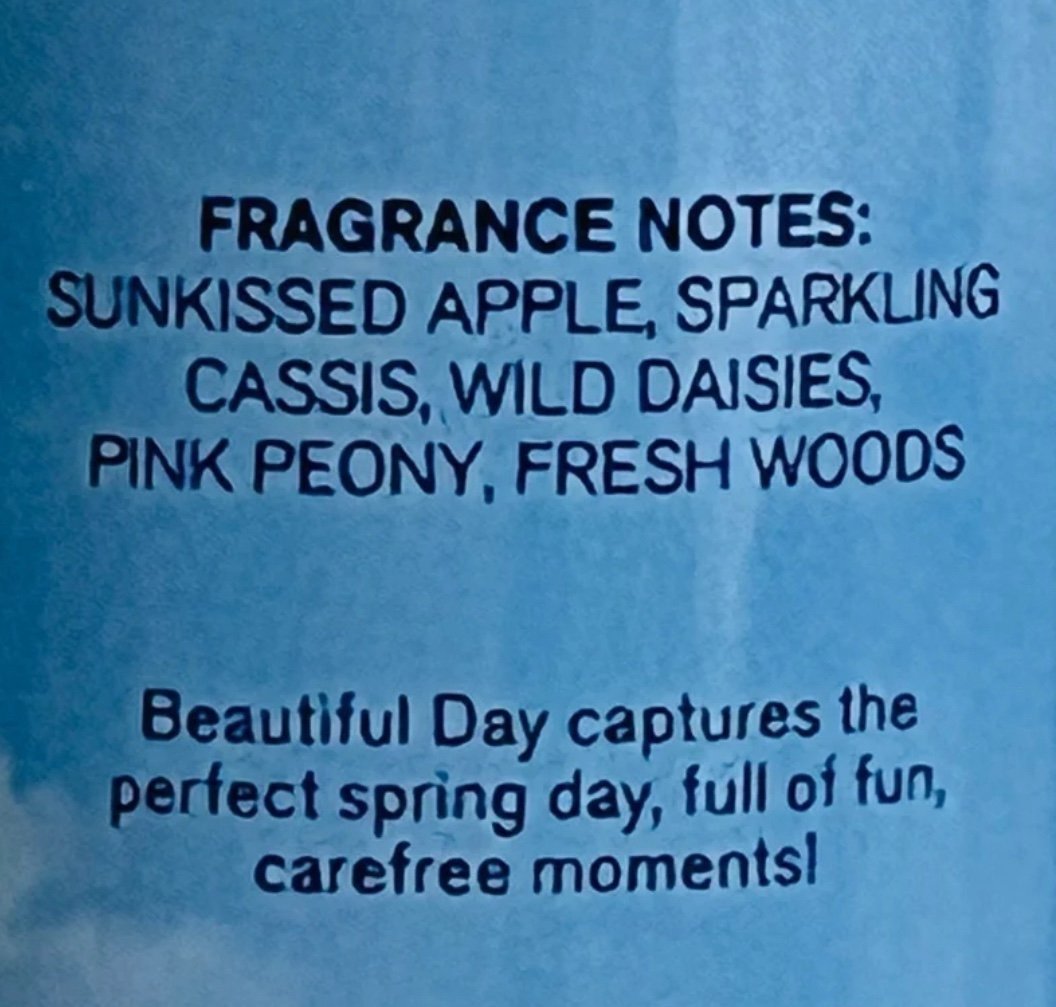 FRAGRANCE NOTES:
SUNKISSED APPLE, SPARKLING
CASSIS, WILD DAISIES,
PINK PEONY, FRESH WOODS
Beautiful Day captures the
perfect spring day, full of fun,
carefree moments!